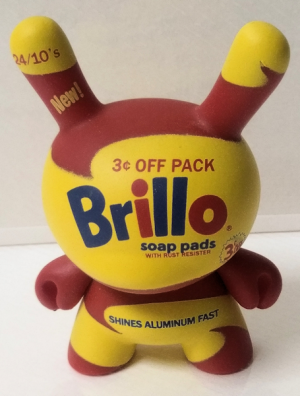 24/10's
New!
3¢ OFF PACK
Brillo®
soap pads
WITH RUST RESISTER
SHINES ALUMINUM FAST